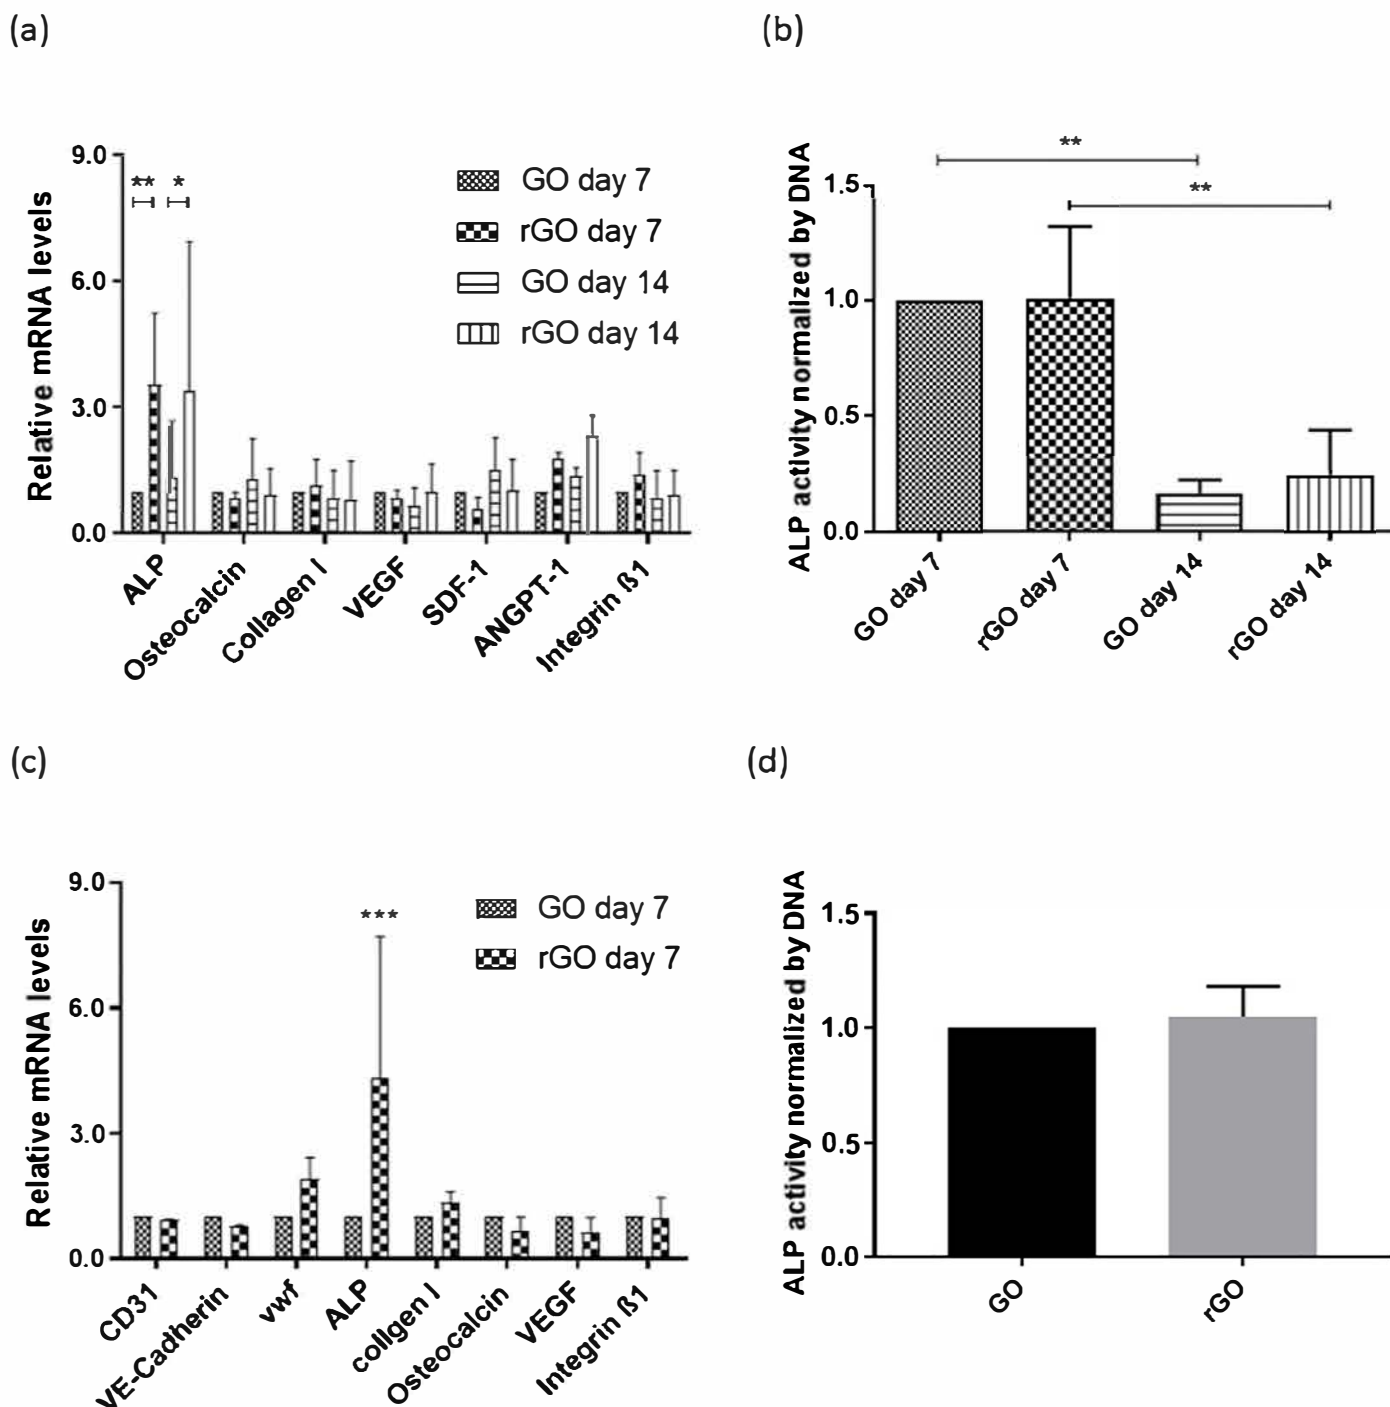 (a)
Relative mRNA levels
9.0
6.0
3.0
0.0
**
*
GO day 7
rGO day 7
GO day 14
rGO day 14
ALP
Osteocalcin
Collagen I
VEGF
SDF-1
ANGPT-1
Integrin ß1
(b)
ALP activity normalized by DNA
1.5
1.0
0.5
0.0
**
**
GO day 7
rGO day 7
GO day 14
rGO day 14
(c)
Relative mRNA levels
9.0
6.0
3.0
0.0
***
GO day 7
rGO day 7
CD31
VE-Cadherin
vwf
ALP
collgen I
Osteocalcin
VEGF
Integrin ß1
(d)
ALP activity normalized by DNA
1.5
1.0
0.5
0.0
GO
rGO